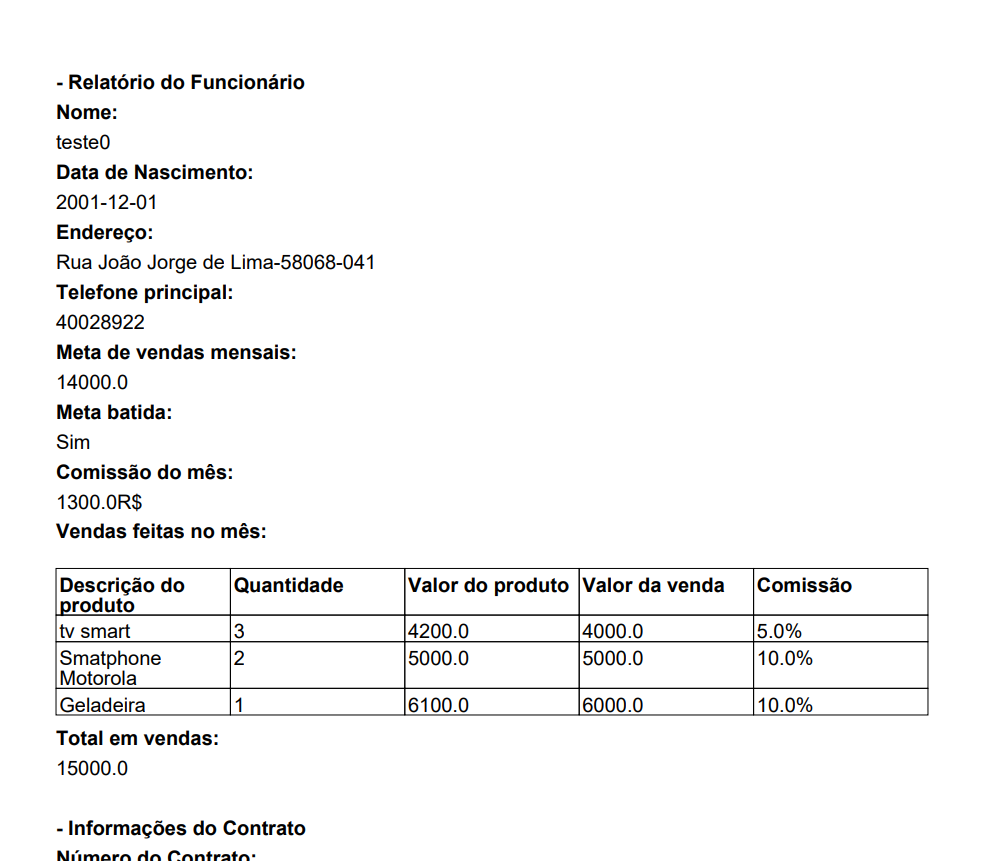 - Relatório do Funcionário
Nome:
teste0
Data de Nascimento:
2001-12-01
Endereço:
Rua João Jorge de Lima-58068-041
Telefone principal:
40028922
Meta de vendas mensais:
14000.0
Meta batida:
Sim
Comissão do mês:
1300.0R$
Vendas feitas no mês:
Descrição do produto Quantidade Valor do produto Valor da venda Comissão
tv smart 3 4200.0 4000.0 5.0%
Smatphone Motorola 2 5000.0 5000.0 10.0%
Geladeira 1 6100.0 6000.0 10.0%
Total em vendas:
15000.0
- Informações do Contrato
Número do Contrato: